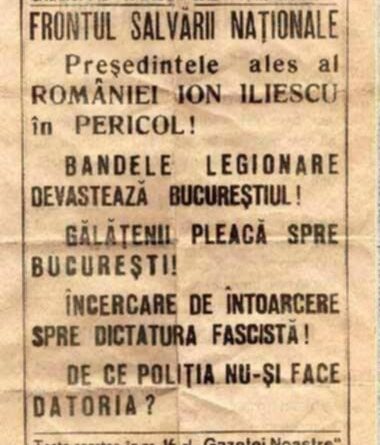 FRONTUL SALVĂRII NAȚIONALE
Președintele ales al
ROMÂNIEI ION ILIESCU
în PERICOL!
BANDELE LEGIONARE
DEVASTEAZĂ BUCUREȘTIUL!
GĂLĂȚENII PLEACĂ SPRE
BUCUREȘTI!
ÎNCERCARE DE ÎNTOARCERE
SPRE DICTATURA FASCISTĂ!
DE CE POLIȚIA NU-ȘI FACE
DATORIA?